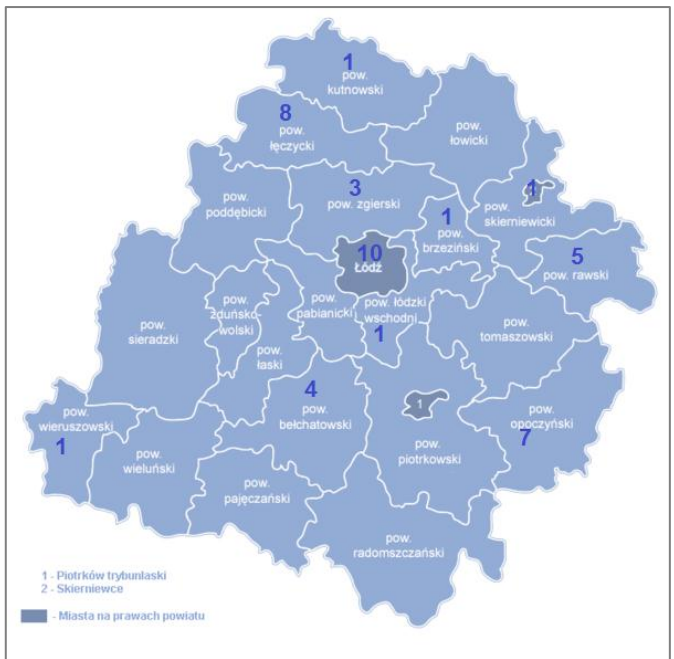 1
pow.
kutnowski
8
pow.
łęczycki
pow.
łowicki
3
pow. zgierski
pow.
poddębicki
1
pow.
brzeziński
1
pow.
skierniewicki
10
Łódź
5
pow. rawski
pow.
zduńsko-
wolski
pow.
pabianicki
pow. łódzki
wschodni
1
pow.
sieradzki
pow.
łaski
pow.
tomaszowski
4
pow.
bełchatowski
1
pow.
piotrkowski
pow.
opoczyński
7
pow.
wieruszowski
1
pow.
wieluński
pow.
pajęczański
pow.
radomszczański
1 - Piotrków trybunlaski
2 - Skierniewce
- Miasta na prawach powiatu